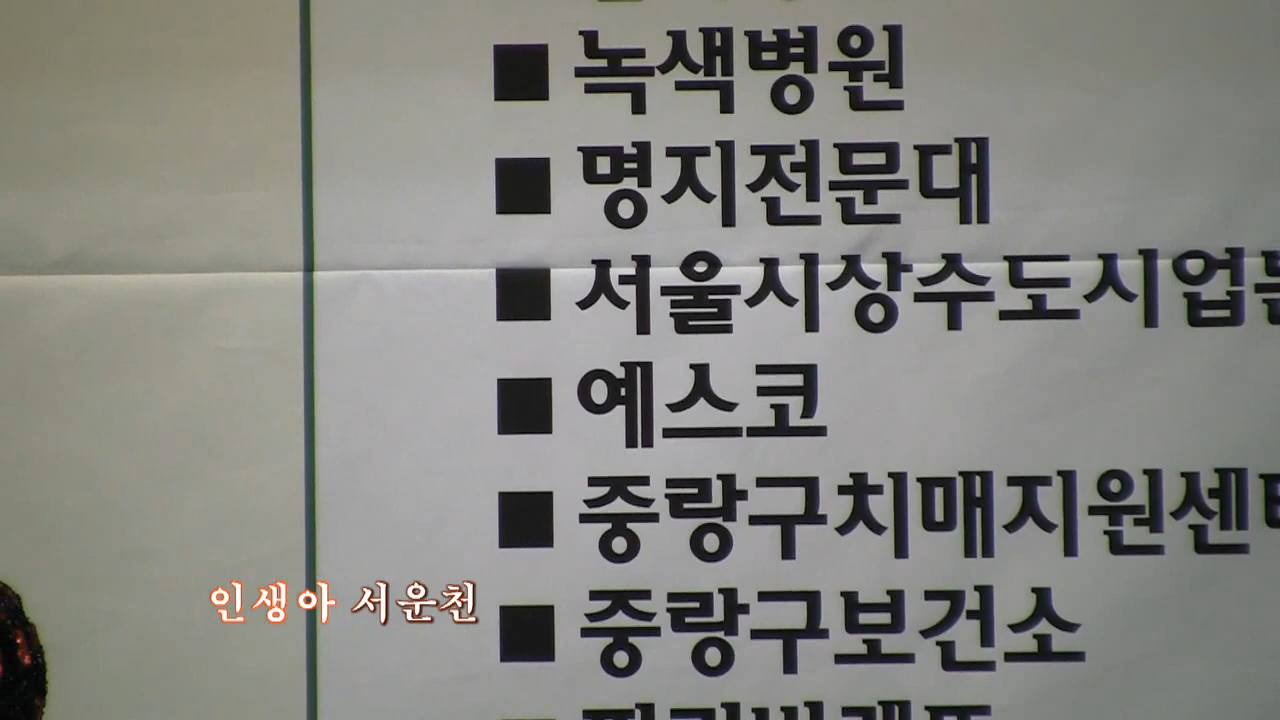 ■ 녹색병원
■ 명지전문대
■ 서울시상수도시업
■ 예스코
■ 중랑구치매지원센터
■ 중랑구보건소
인생아 서운천